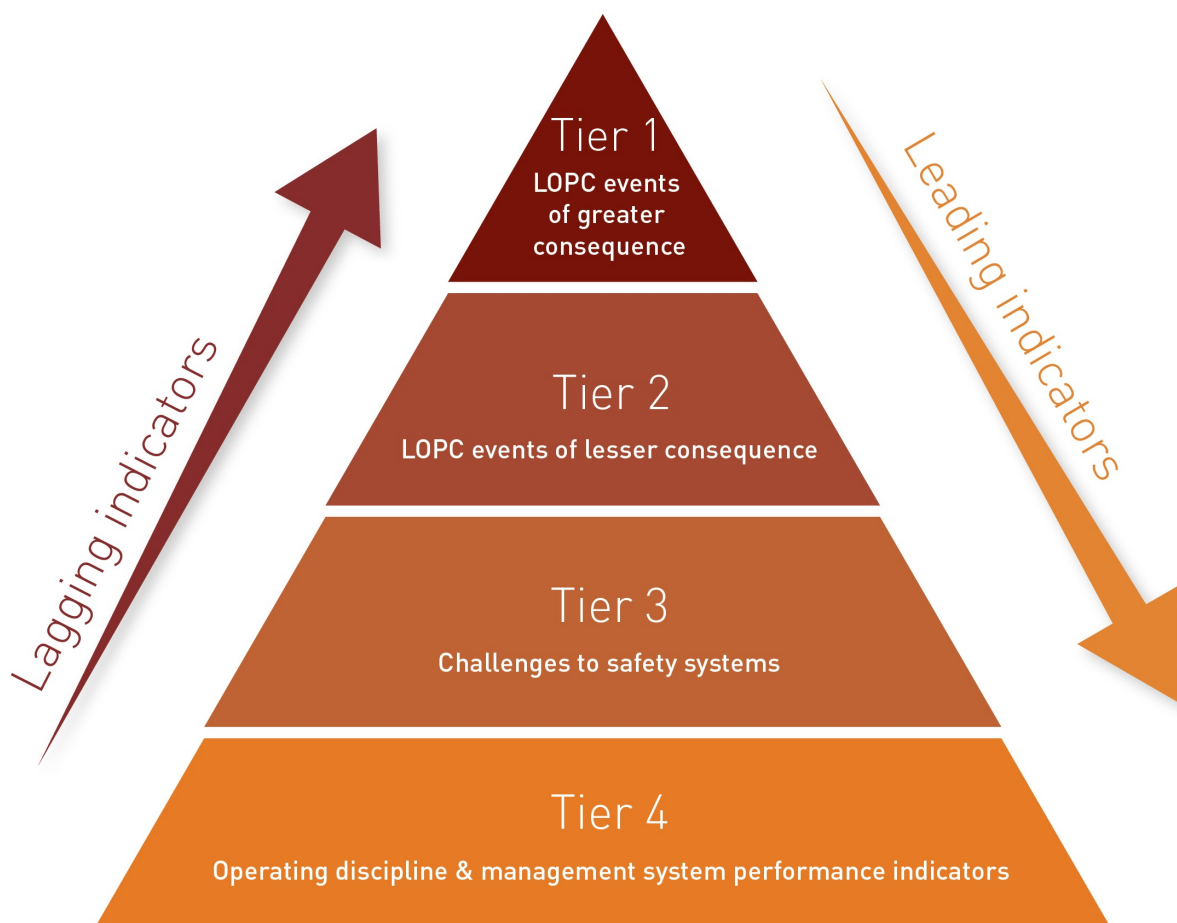 Tier 1
LOPC events
of greater
consequence
Lagging indicators
Leading indicators
Tier 2
LOPC events of lesser consequence
Tier 3
Challenges to safety systems
Tier 4
Operating discipline & management system performance indicators